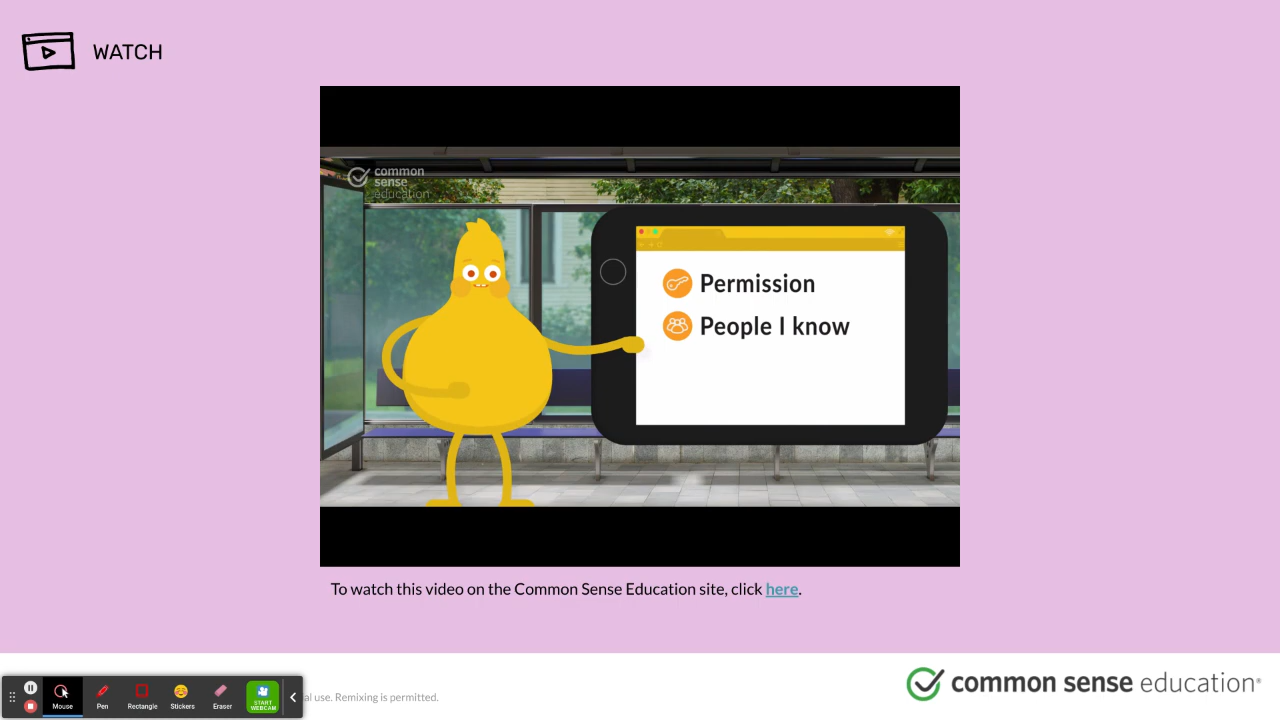 WATCH
common
sense
education
Permission
People I know
To watch this video on the Common Sense Education site, click here.
al use. Remixing is permitted.
common sense education®
Mouse
Pen
Rectangle
Stickers
Eraser
START
WEBCAM